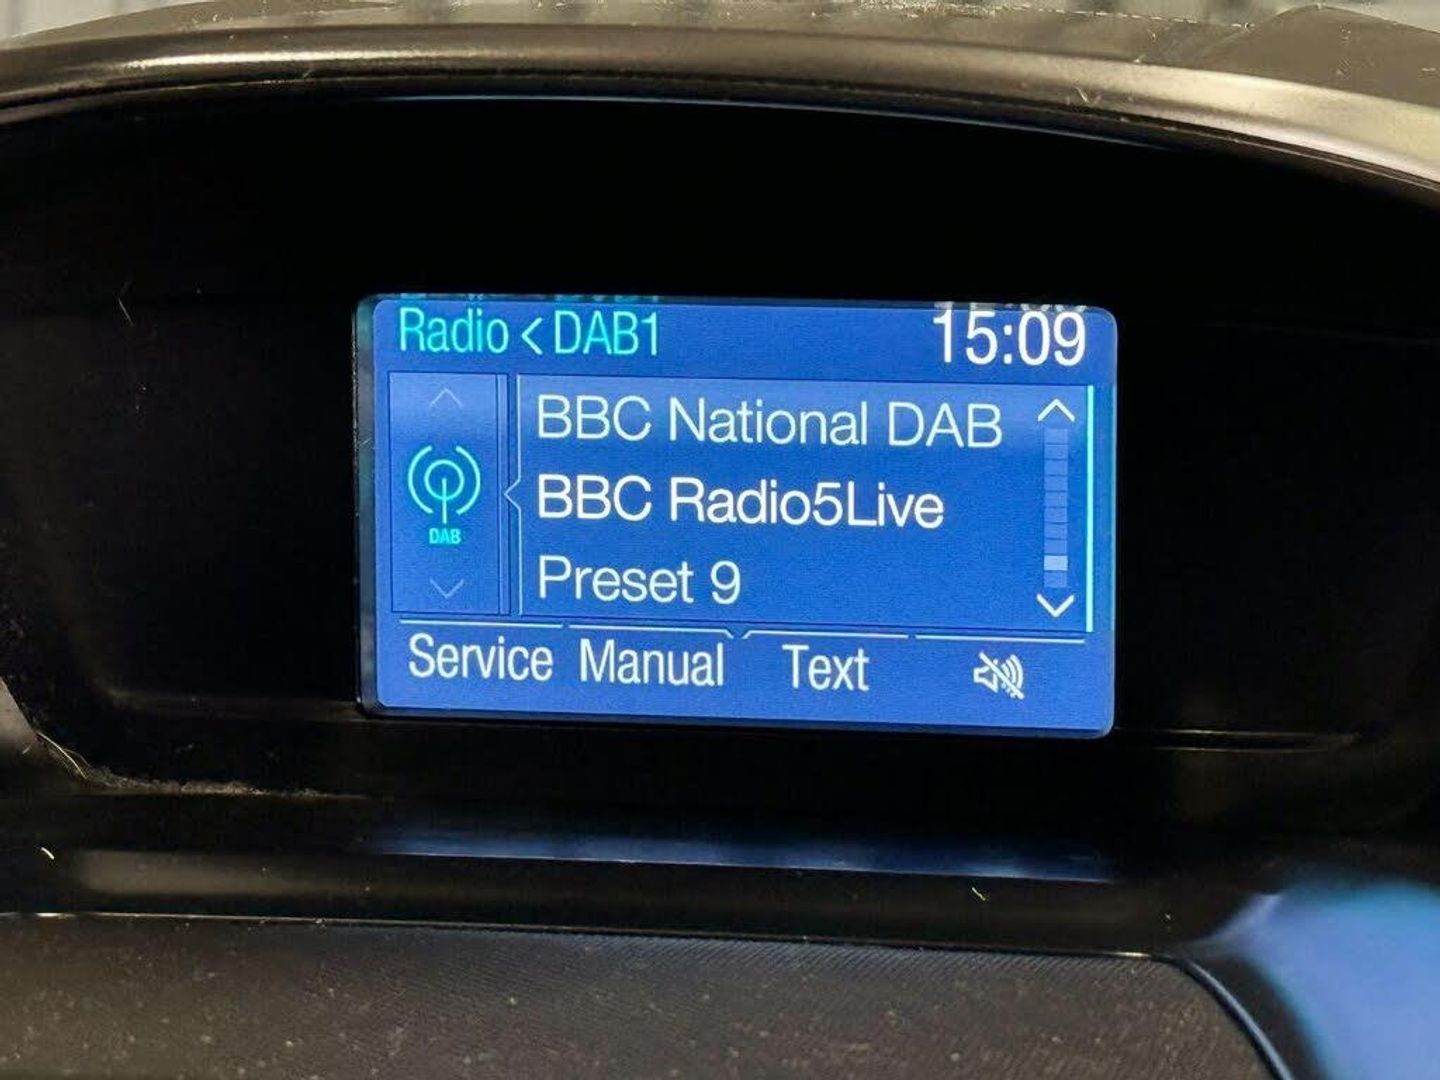 Radio < DAB1 15:09
BBC National DAB
BBC Radio5Live
DAB
Preset 9
Service Manual Text